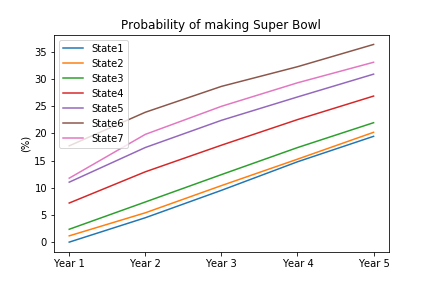 Probability of making Super Bowl
State1
State2
State3
State4
State5
State6
State7
(%)
35
30
25
20
15
10
5
0
Year 1 Year 2 Year 3 Year 4 Year 5